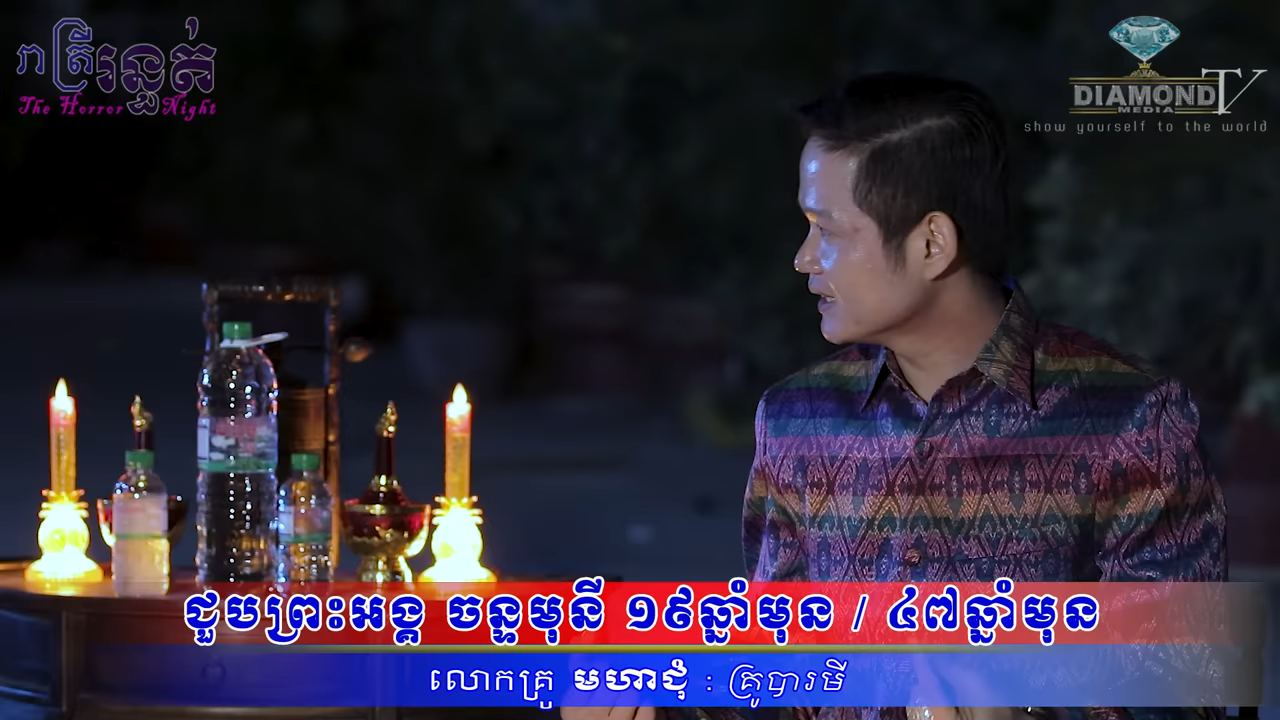 រាត្រីរន្ធត់
The Horror Night
DIAMOND TV
MEDIA
show yourself to the world
ជួបព្រះអង្គ ចន្ទមុនី ១៩ឆ្នាំមុន / ៤៧ឆ្នាំមុន
លោកគ្រូ មហាជុំ : គ្រូបារមី